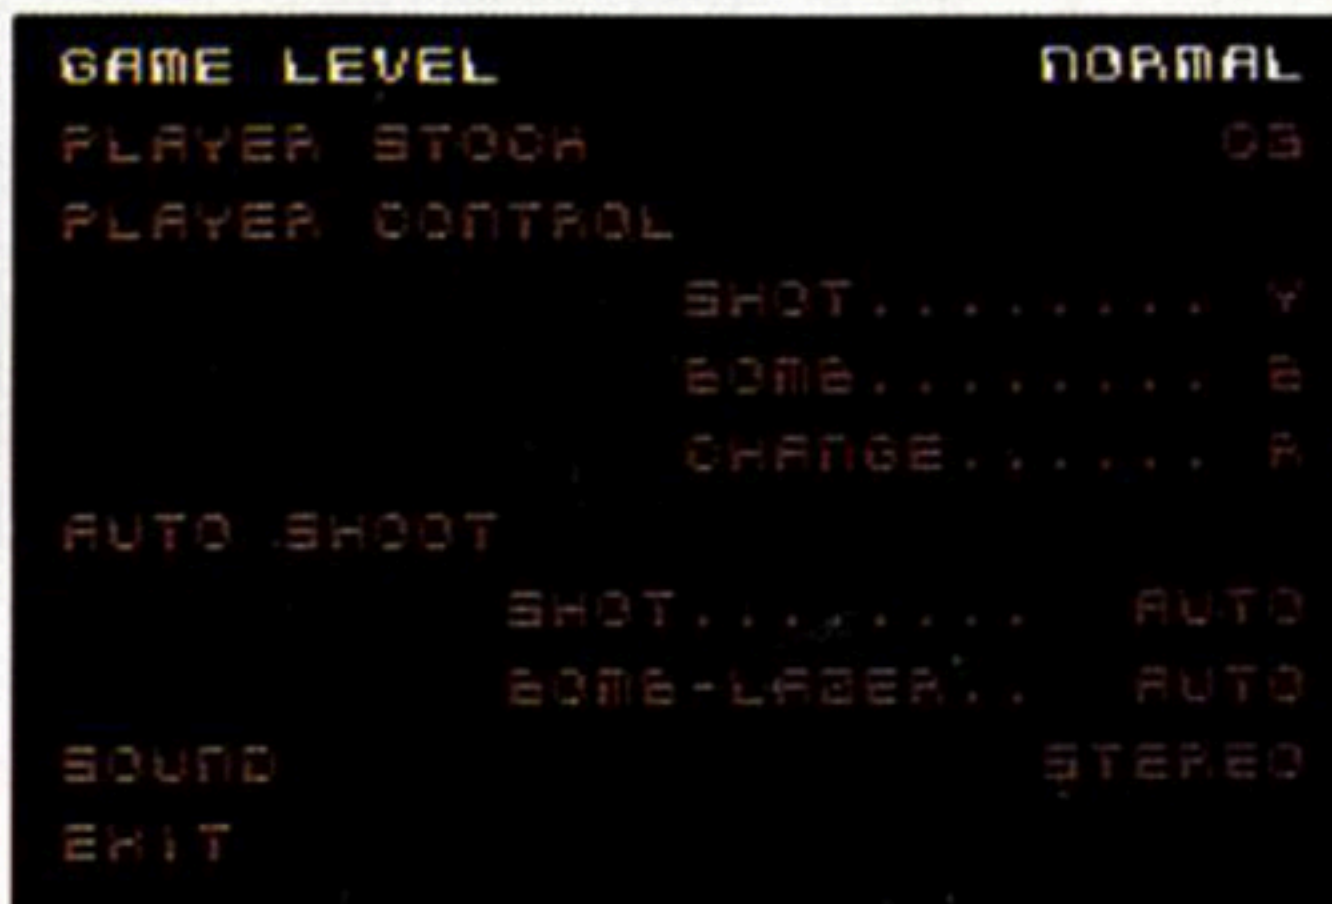 GAME LEVEL NORMAL
PLAYER STOCK 03
PLAYER CONTROL
SHOT........ Y
BOMB........ B
CHANGE...... R
AUTO SHOOT
SHOT........ AUTO
BOMB-LAZER.. AUTO
SOUND STEREO
EXIT